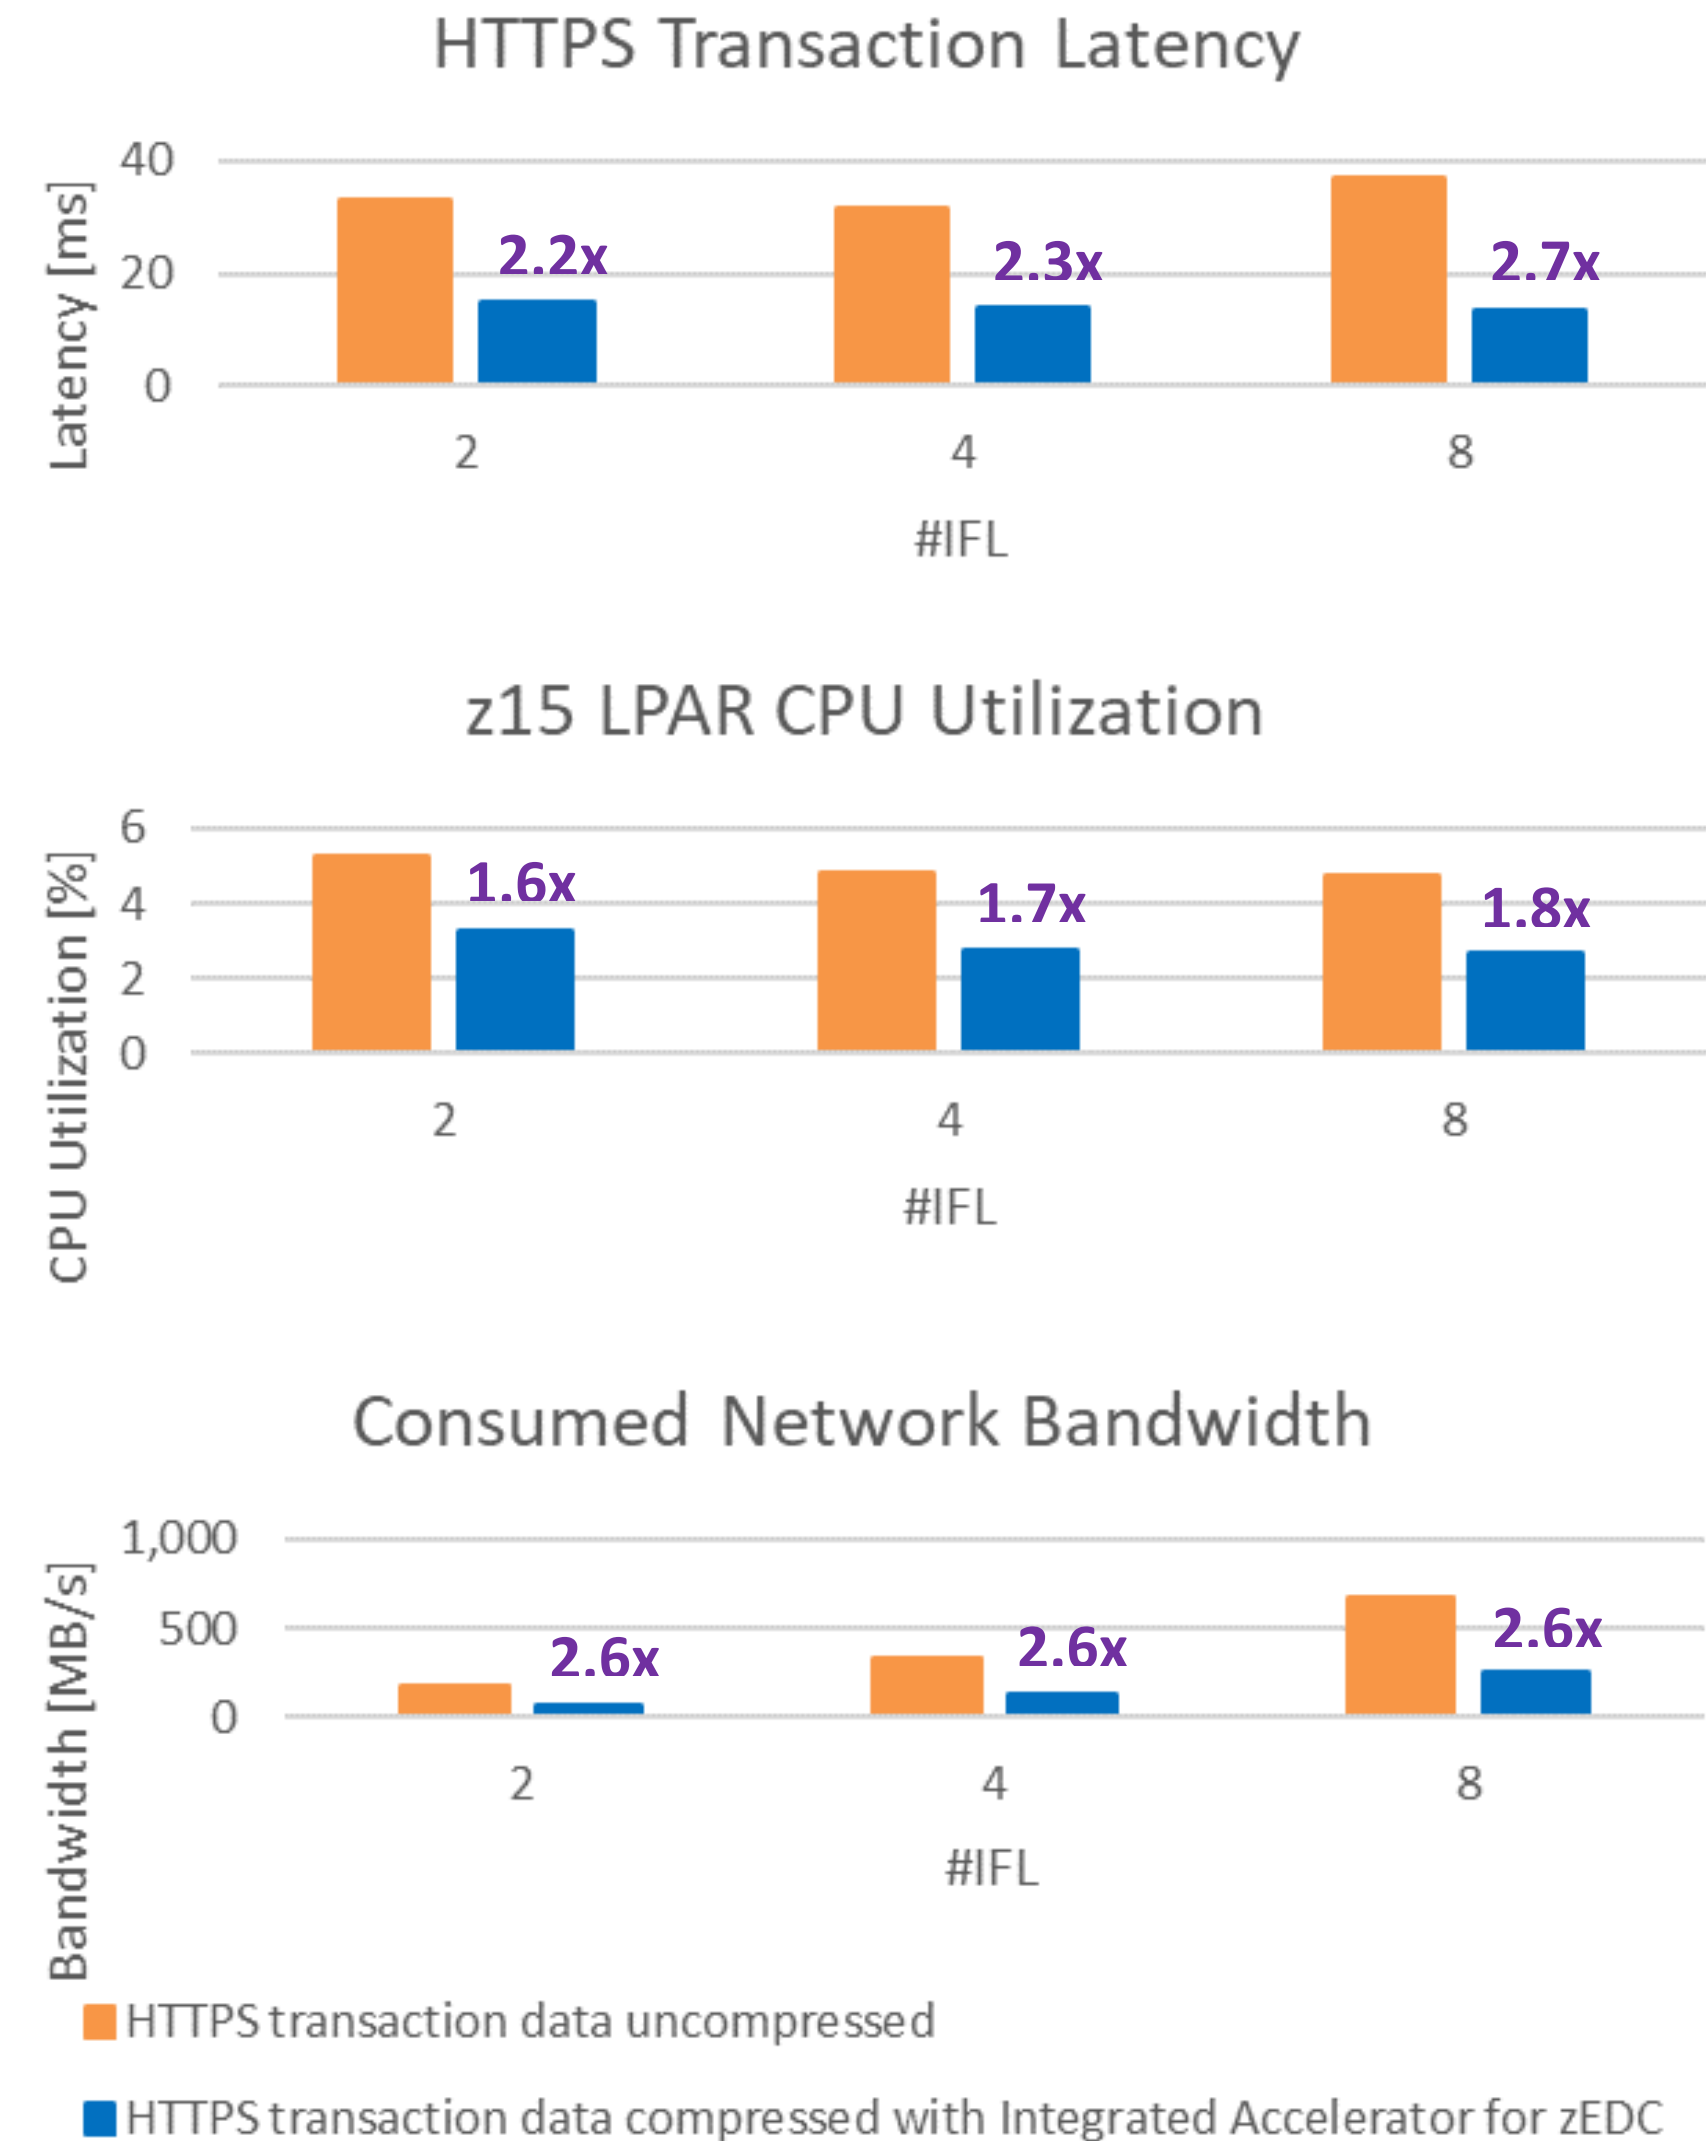 HTTPS Transaction Latency
Latency [ms]
40
20
0
2.2x
2.3x
2.7x
2
4
8
#IFL
z15 LPAR CPU Utilization
CPU Utilization [%]
6
4
2
0
1.6x
1.7x
1.8x
2
4
8
#IFL
Consumed Network Bandwidth
Bandwidth [MB/s]
1,000
500
0
2.6x
2.6x
2.6x
2
4
8
#IFL
HTTPS transaction data uncompressed
HTTPS transaction data compressed with Integrated Accelerator for zEDC